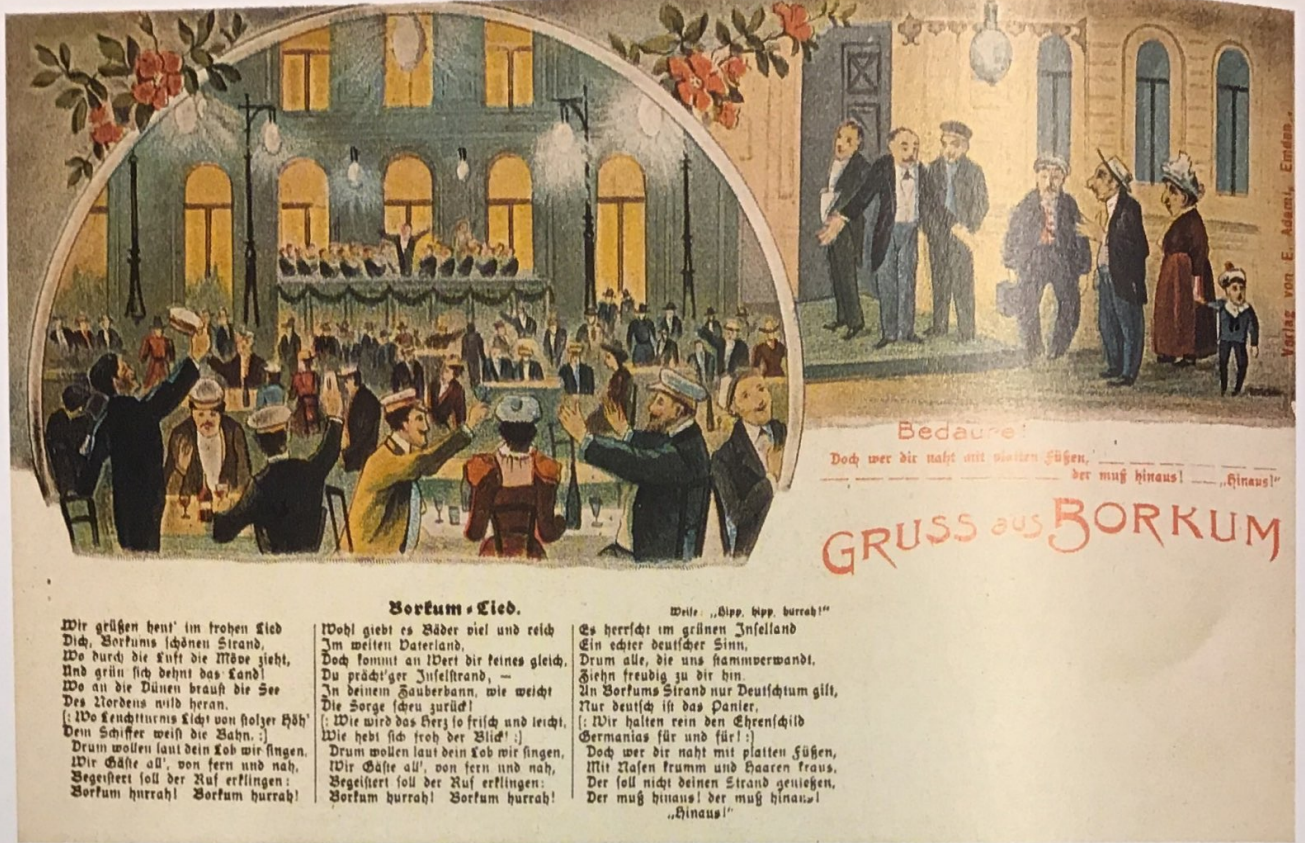 Verlag von E. Adami, Emden.
Bedaure!
Doch wer dir naht mit platten Füßen,
der muß hinaus! — „Hinaus!“
GRUSS aus BORKUM
Borkum-Lied.
Weise: „Hipp, hipp, hurrah!“
Wir grüßen heut' im frohen Lied
Dich, Borkums schönen Strand,
Wo durch die Luft die Möve zieht,
Und grün sich dehnt das Land!
Wo an die Dünen braust die See
Des Nordens wild heran.
[: Wo Leuchtturms Licht von stolzer Höh'
Dem Schiffer weist die Bahn. :]
Drum wollen laut dein Lob wir singen,
Wir Gäste all', von fern und nah,
Begeistert soll der Ruf erklingen:
Borkum hurrah! Borkum hurrah!
Wohl giebt es Bäder viel und reich
Im weiten Vaterland,
Doch kommt an Wert dir keines gleich,
Du prächt'ger Inselstrand, —
In deinem Zauberbann, wie weicht
Die Sorge scheu zurück!
[: Wie wird das Herz so frisch und leicht,
Wie hebt sich froh der Blick! :]
Drum wollen laut dein Lob wir singen,
Wir Gäste all', von fern und nah,
Begeistert soll der Ruf erklingen:
Borkum hurrah! Borkum hurrah!
Es herrscht im grünen Inselland
Ein echter deutscher Sinn,
Drum alle, die uns stammverwandt,
Ziehn freudig zu dir hin.
An Borkums Strand nur Deutschtum gilt,
Nur deutsch ist das Panier,
[: Wir halten rein den Ehrenschild
Germanias für und für! :]
Doch wer dir naht mit platten Füßen,
Mit Nasen krumm und Haaren kraus,
Der soll nicht deinen Strand genießen,
Der muß hinaus! der muß hinaus!
„Hinaus!“